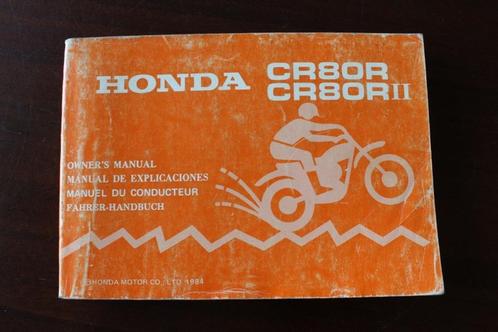 HONDA CR80R
CR80RII
OWNER'S MANUAL
MANUAL DE EXPLICACIONES
MANUEL DU CONDUCTEUR
FAHRER-HANDBUCH
HONDA MOTOR CO., LTD. 1984